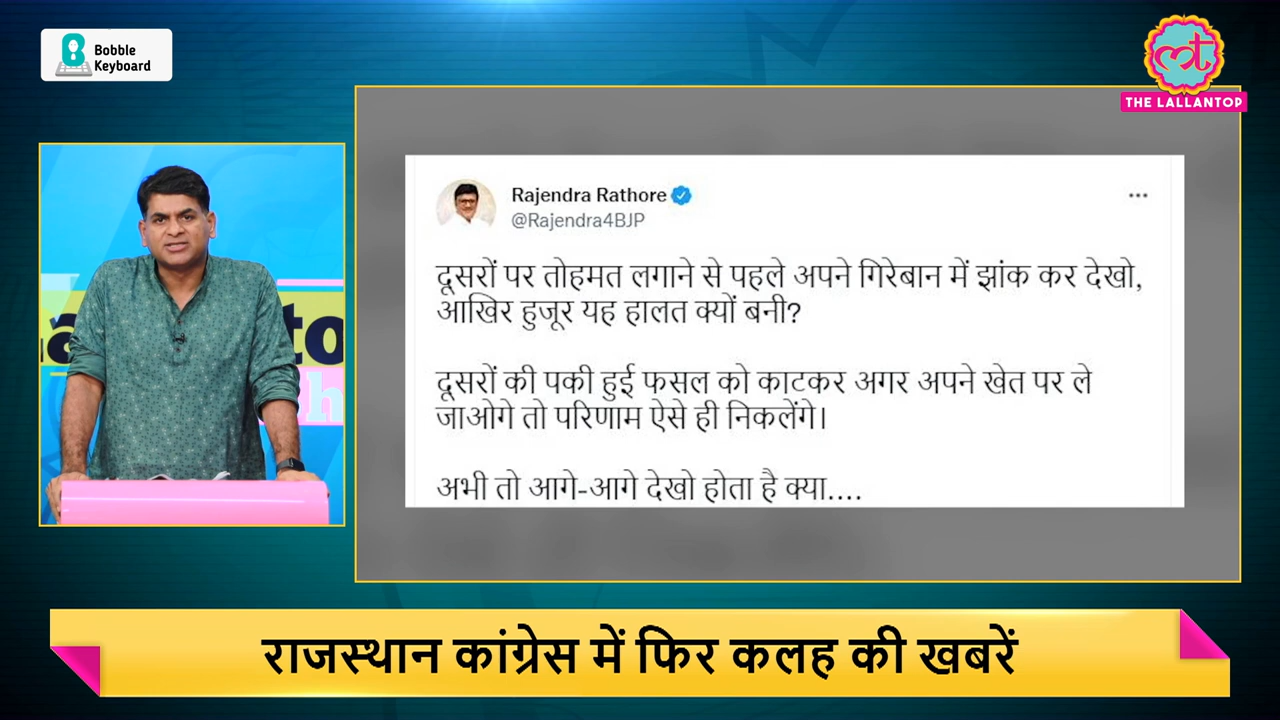 Bobble
Keyboard
THE LALLANTOP
Rajendra Rathore
@Rajendra4BJP
दूसरों पर तोहमत लगाने से पहले अपने गिरेबान में झांक कर देखो,
आखिर हुजूर यह हालत क्यों बनी?
दूसरों की पकी हुई फसल को काटकर अगर अपने खेत पर ले
जाओगे तो परिणाम ऐसे ही निकलेंगे।
अभी तो आगे-आगे देखो होता है क्या....
राजस्थान कांग्रेस में फिर कलह की खबरें